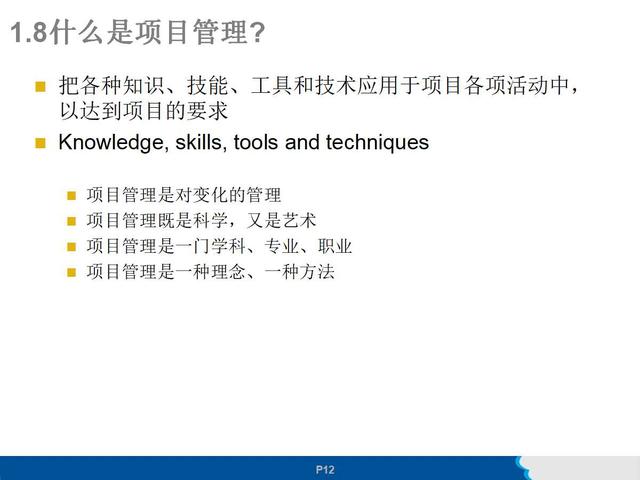 1.8什么是项目管理?
把各种知识、技能、工具和技术应用于项目各项活动中，
以达到项目的要求
Knowledge, skills, tools and techniques
项目管理是对变化的管理
项目管理既是科学，又是艺术
项目管理是一门学科、专业、职业
项目管理是一种理念、一种方法
P12